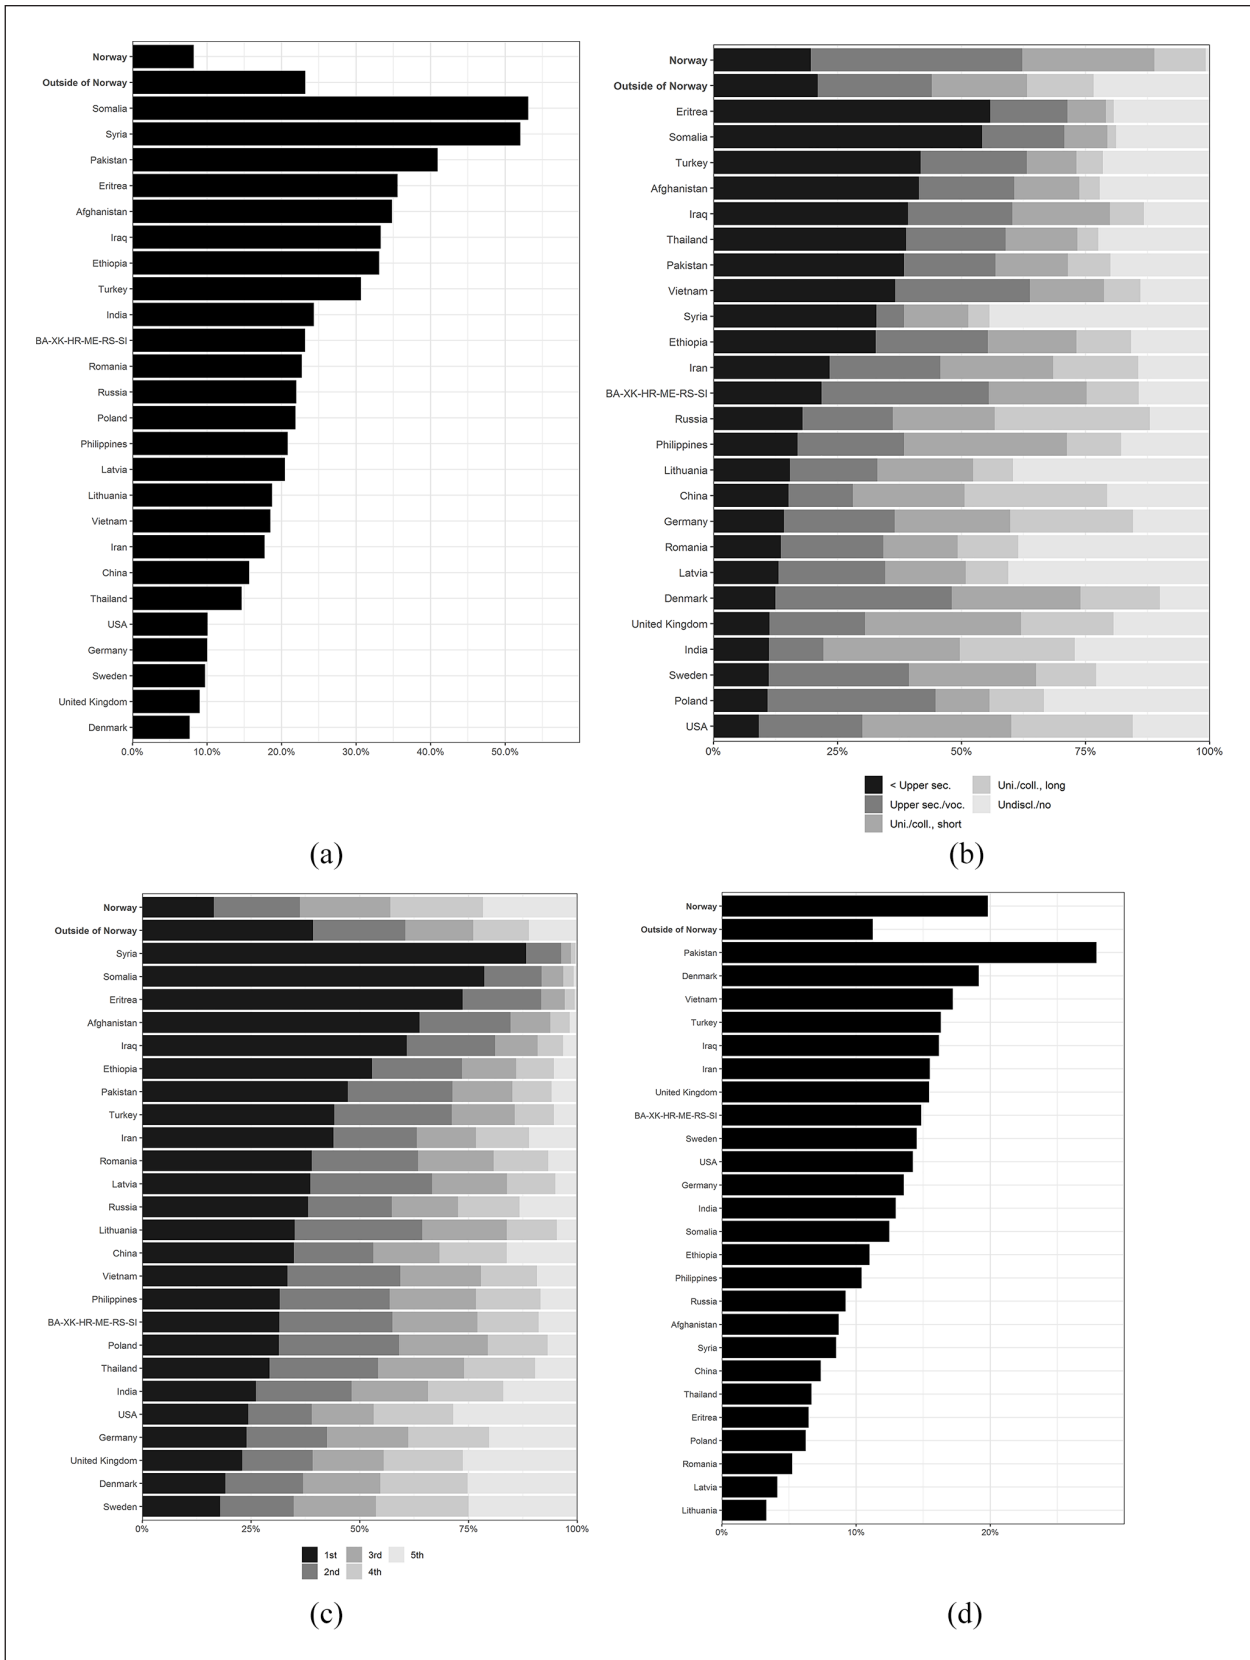 Norway
Outside of Norway
Somalia
Syria
Pakistan
Eritrea
Afghanistan
Iraq
Ethiopia
Turkey
India
BA-XK-HR-ME-RS-SI
Romania
Russia
Poland
Philippines
Latvia
Lithuania
Vietnam
Iran
China
Thailand
USA
Germany
Sweden
United Kingdom
Denmark
0.0% 10.0% 20.0% 30.0% 40.0% 50.0%
(a)
Norway
Outside of Norway
Eritrea
Somalia
Turkey
Afghanistan
Iraq
Thailand
Pakistan
Vietnam
Syria
Ethiopia
Iran
BA-XK-HR-ME-RS-SI
Russia
Philippines
Lithuania
China
Germany
Romania
Latvia
Denmark
United Kingdom
India
Sweden
Poland
USA
0% 25% 50% 75% 100%
< Upper sec. Uni./coll., long
Upper sec./voc. Undiscl./no
Uni./coll., short
(b)
Norway
Outside of Norway
Syria
Somalia
Eritrea
Afghanistan
Iraq
Ethiopia
Pakistan
Turkey
Iran
Romania
Latvia
Russia
Lithuania
China
Vietnam
Philippines
BA-XK-HR-ME-RS-SI
Poland
Thailand
India
USA
Germany
United Kingdom
Denmark
Sweden
0% 25% 50% 75% 100%
1st 3rd 5th
2nd 4th
(c)
Norway
Outside of Norway
Pakistan
Denmark
Vietnam
Turkey
Iraq
Iran
United Kingdom
BA-XK-HR-ME-RS-SI
Sweden
USA
Germany
India
Somalia
Ethiopia
Philippines
Russia
Afghanistan
Syria
China
Thailand
Eritrea
Poland
Romania
Latvia
Lithuania
0% 10% 20%
(d)